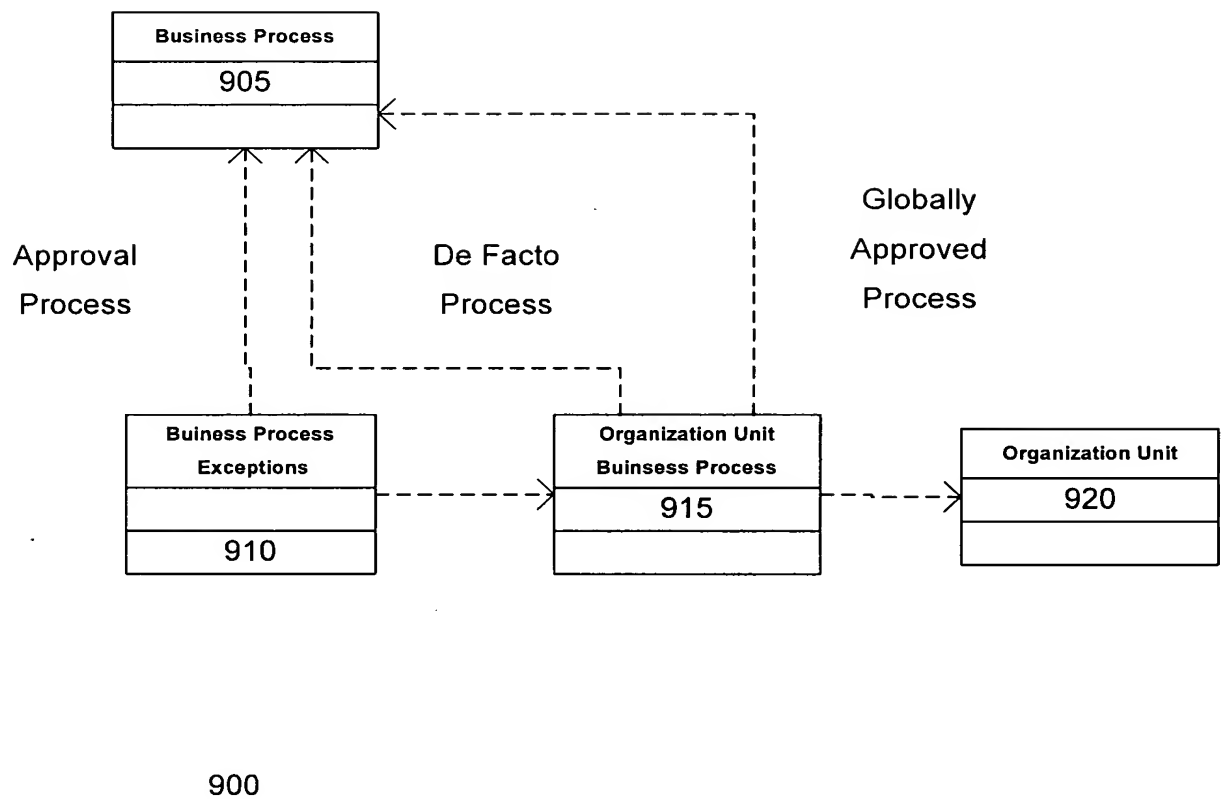 Business Process
905
Globally
Approved
Process
Approval
Process
De Facto
Process
Buiness Process
Exceptions
910
Organization Unit
Buinsess Process
915
Organization Unit
920
900